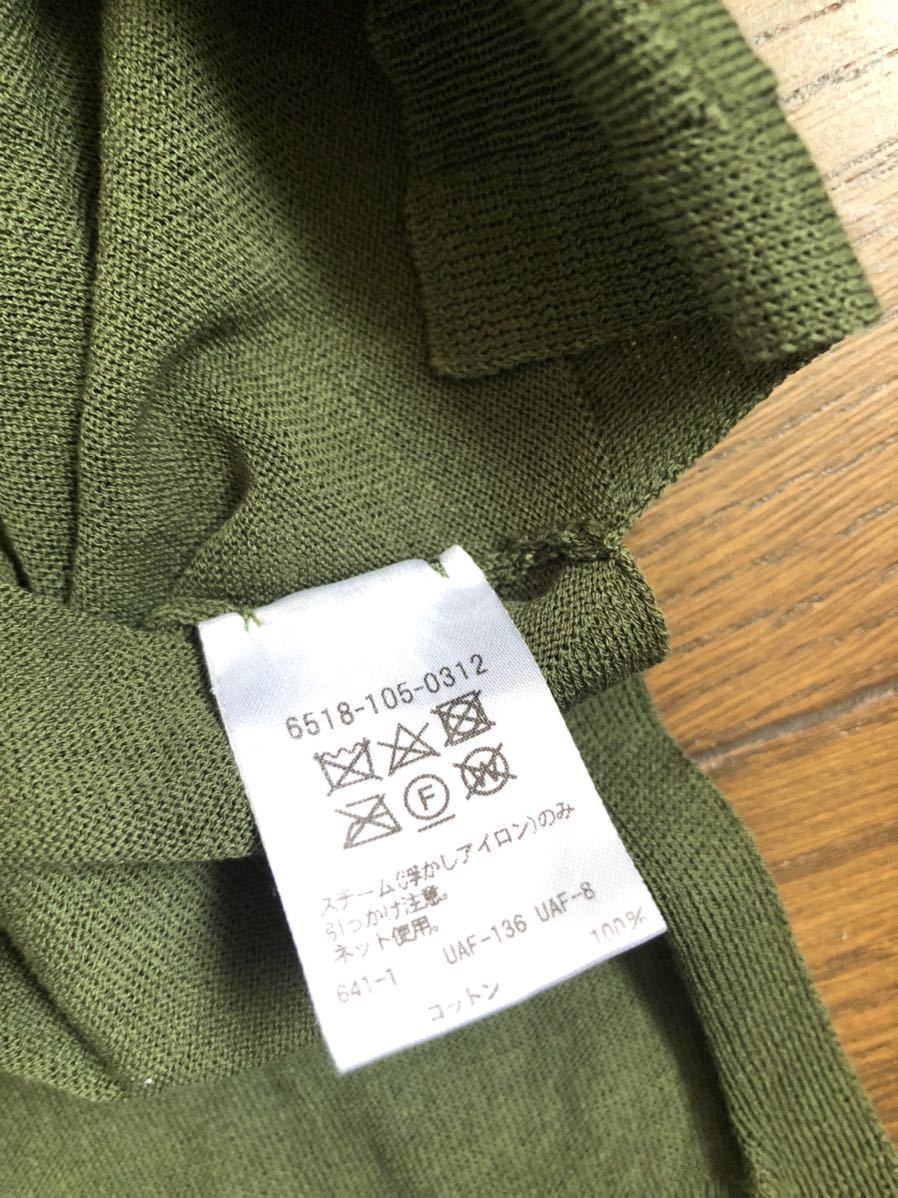 6518-105-0312
F W
スチーム(浮かしアイロン)のみ
引っかけ注意。
ネット使用。
641-1 UAF-136 UAF-8
コットン 100%